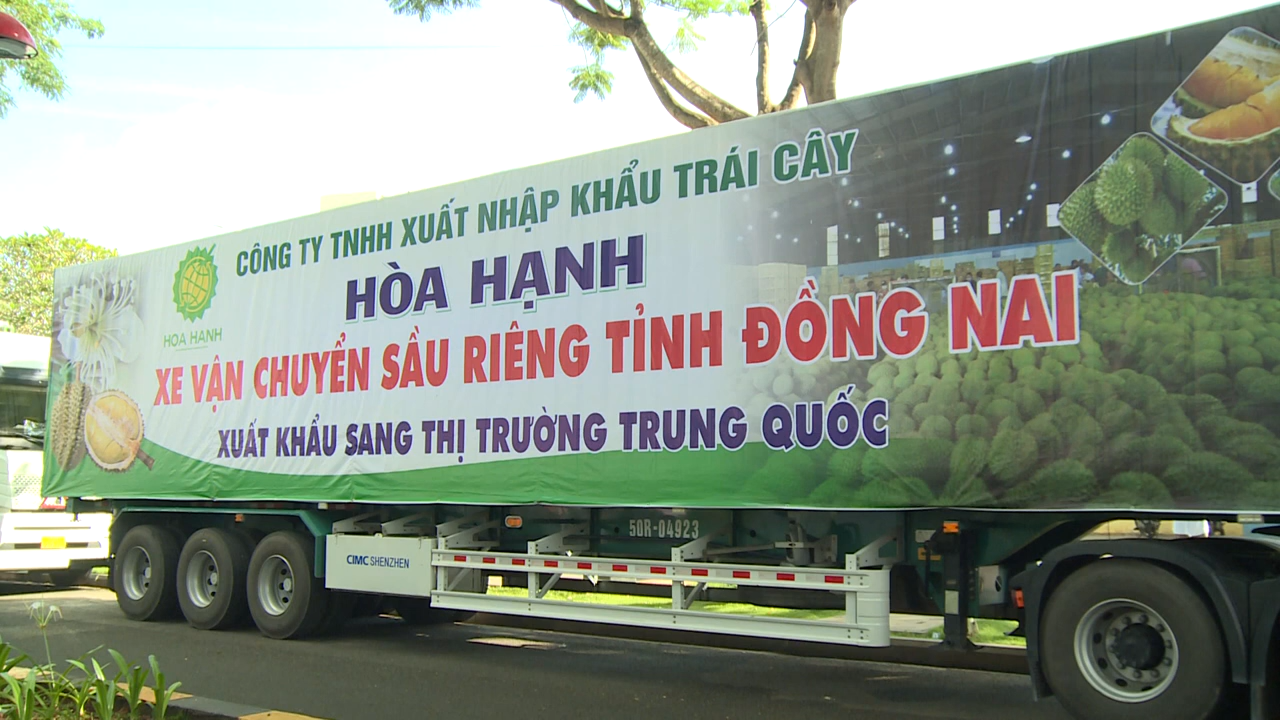 CÔNG TY TNHH XUẤT NHẬP KHẨU TRÁI CÂY
HÒA HẠNH
HOA HANH
XE VẬN CHUYỂN SẦU RIÊNG TỈNH ĐỒNG NAI
XUẤT KHẨU SANG THỊ TRƯỜNG TRUNG QUỐC
50R-04923
CIMC SHENZHEN